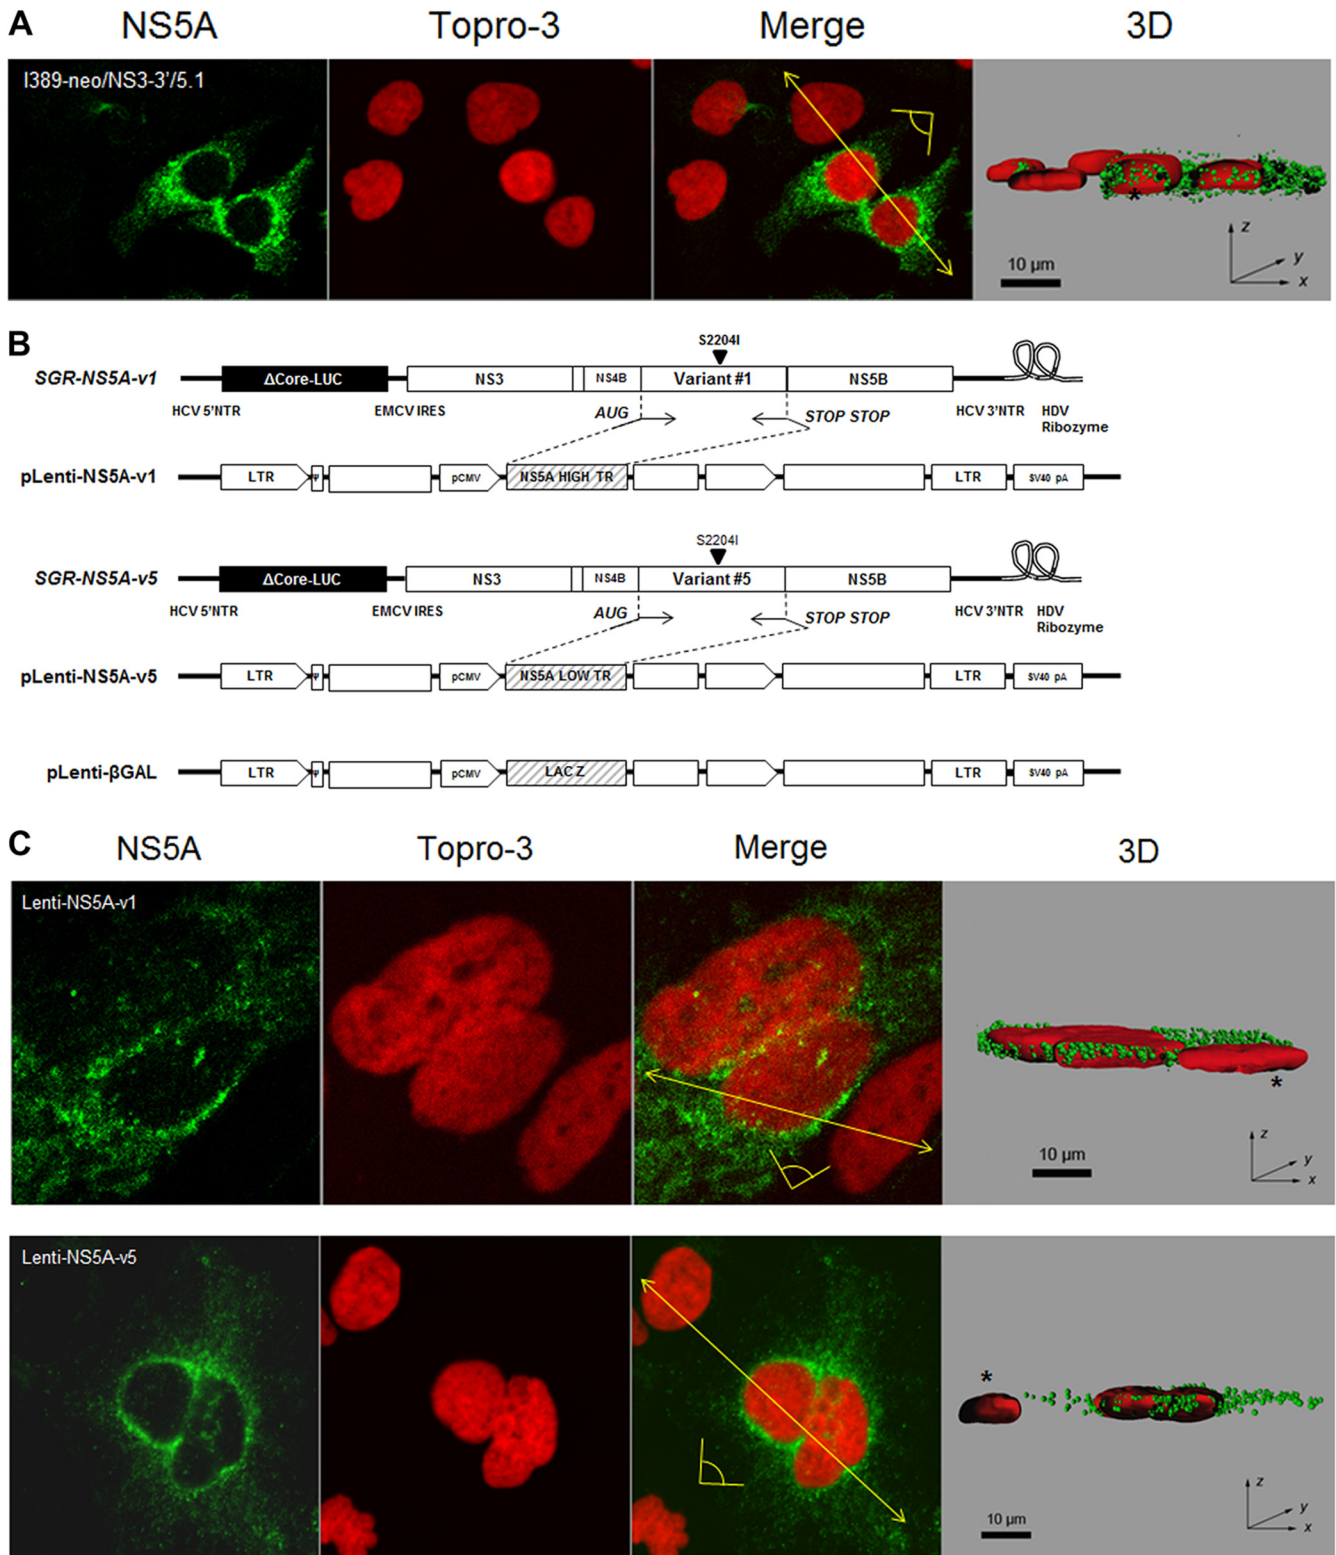 A
NS5A Topro-3 Merge 3D
I389-neo/NS3-3'/5.1
*
z
y
x
10 μm
B
S2204I
SGR-NS5A-v1 ΔCore-LUC NS3 NS4B Variant #1 NS5B
HCV 5'NTR EMCV IRES AUG STOP STOP HCV 3'NTR HDV Ribozyme
pLenti-NS5A-v1 LTR Ψ pCMV NS5A HIGH TR LTR SV40 pA
S2204I
SGR-NS5A-v5 ΔCore-LUC NS3 NS4B Variant #5 NS5B
HCV 5'NTR EMCV IRES AUG STOP STOP HCV 3'NTR HDV Ribozyme
pLenti-NS5A-v5 LTR Ψ pCMV NS5A LOW TR LTR SV40 pA
pLenti-βGAL LTR Ψ pCMV LAC Z LTR SV40 pA
C
NS5A Topro-3 Merge 3D
Lenti-NS5A-v1
*
z
y
x
10 μm
Lenti-NS5A-v5
*
z
y
x
10 μm